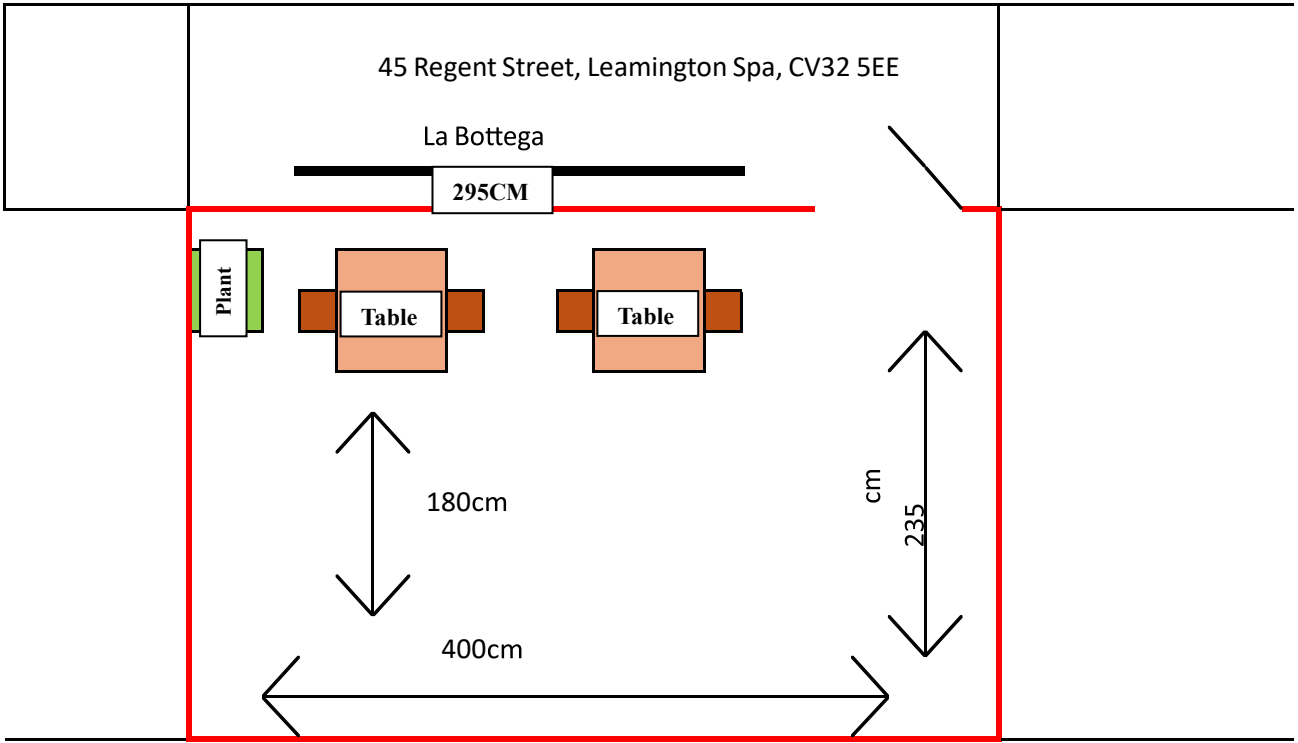 45 Regent Street, Leamington Spa, CV32 5EE
La Bottega
295CM
Plant
Table
Table
180cm
cm
235
400cm